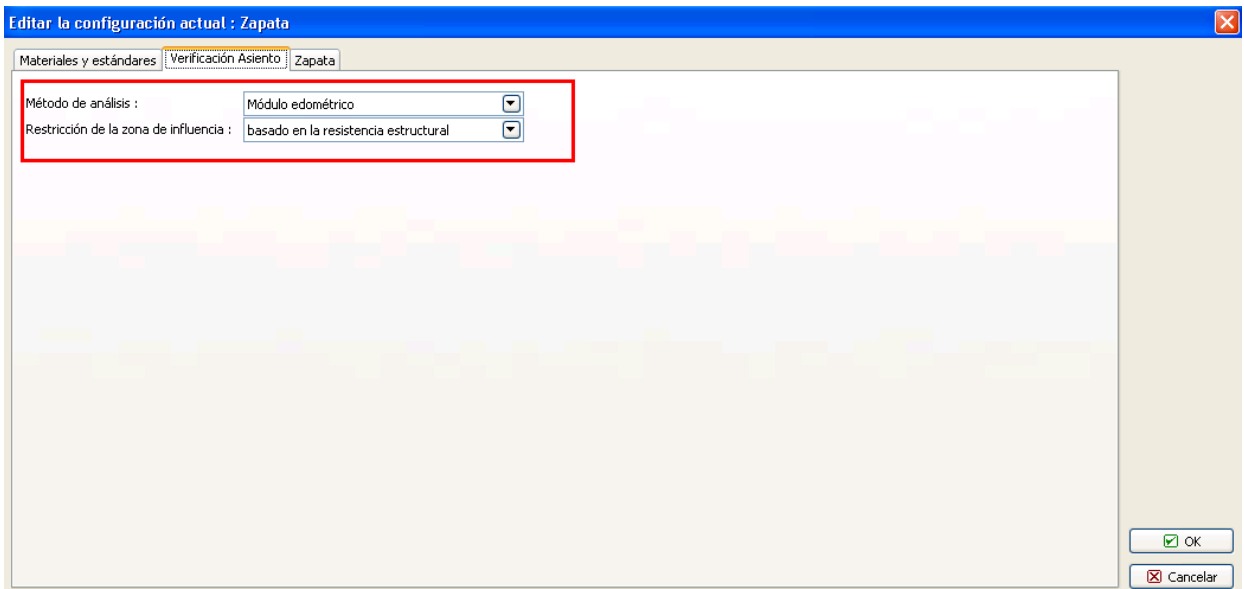 Editar la configuración actual : Zapata
Materiales y estándares Verificación Asiento Zapata
Método de análisis : Módulo edométrico
Restricción de la zona de influencia : basado en la resistencia estructural
OK
Cancelar